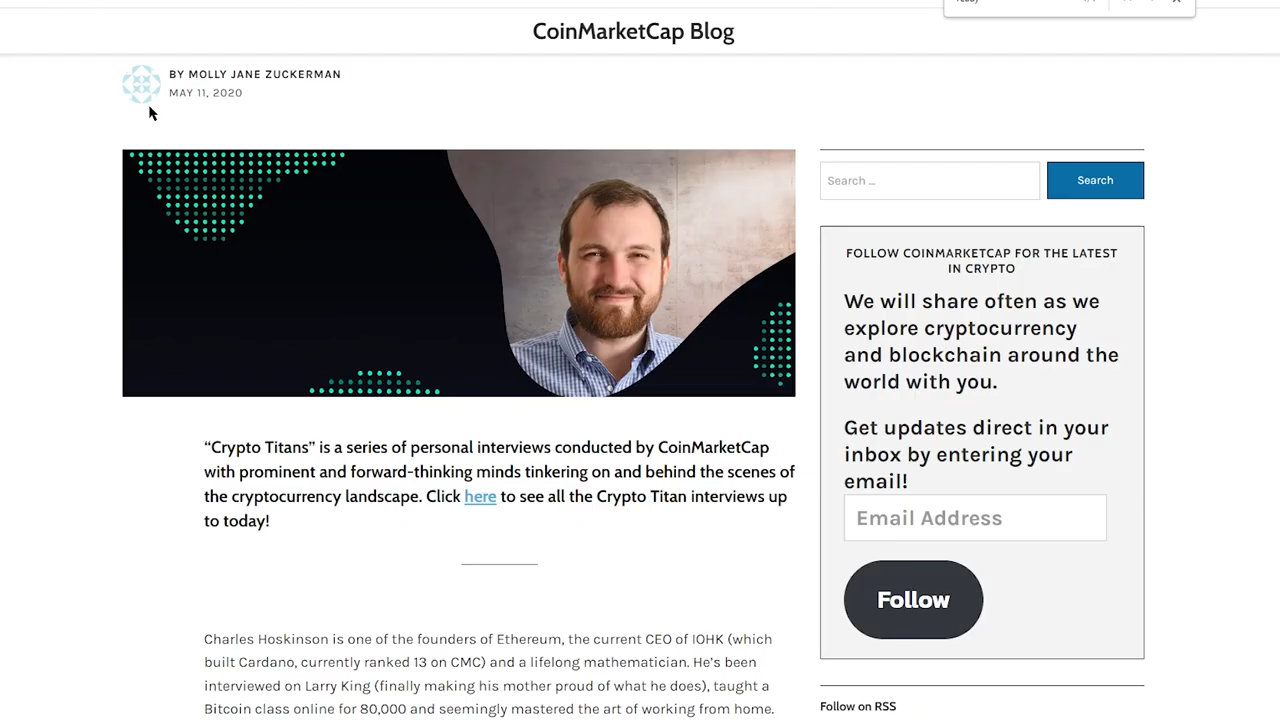 CoinMarketCap Blog
BY MOLLY JANE ZUCKERMAN
MAY 11, 2020
Search ...
Search
FOLLOW COINMARKETCAP FOR THE LATEST
IN CRYPTO
We will share often as we
explore cryptocurrency
and blockchain around the
world with you.
Get updates direct in your
inbox by entering your
email!
Email Address
Follow
Follow on RSS
“Crypto Titans” is a series of personal interviews conducted by CoinMarketCap
with prominent and forward-thinking minds tinkering on and behind the scenes of
the cryptocurrency landscape. Click here to see all the Crypto Titan interviews up
to today!
Charles Hoskinson is one of the founders of Ethereum, the current CEO of IOHK (which
built Cardano, currently ranked 13 on CMC) and a lifelong mathematician. He’s been
interviewed on Larry King (finally making his mother proud of what he does), taught a
Bitcoin class online for 80,000 and seemingly mastered the art of working from home.